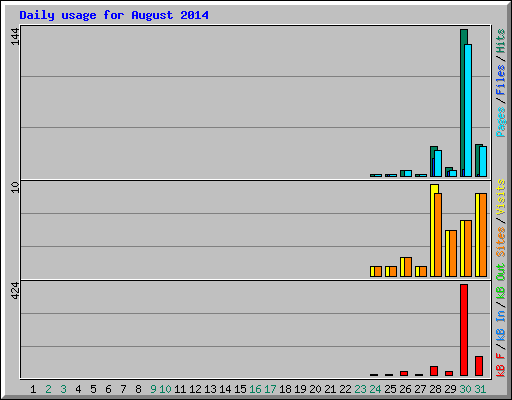 Daily usage for August 2014
144
10
424
Pages/Files/Hits
Sites/Visits
kB F/kB In/kB Out
1 2 3 4 5 6 7 8 9 10 11 12 13 14 15 16 17 18 19 20 21 22 23 24 25 26 27 28 29 30 31